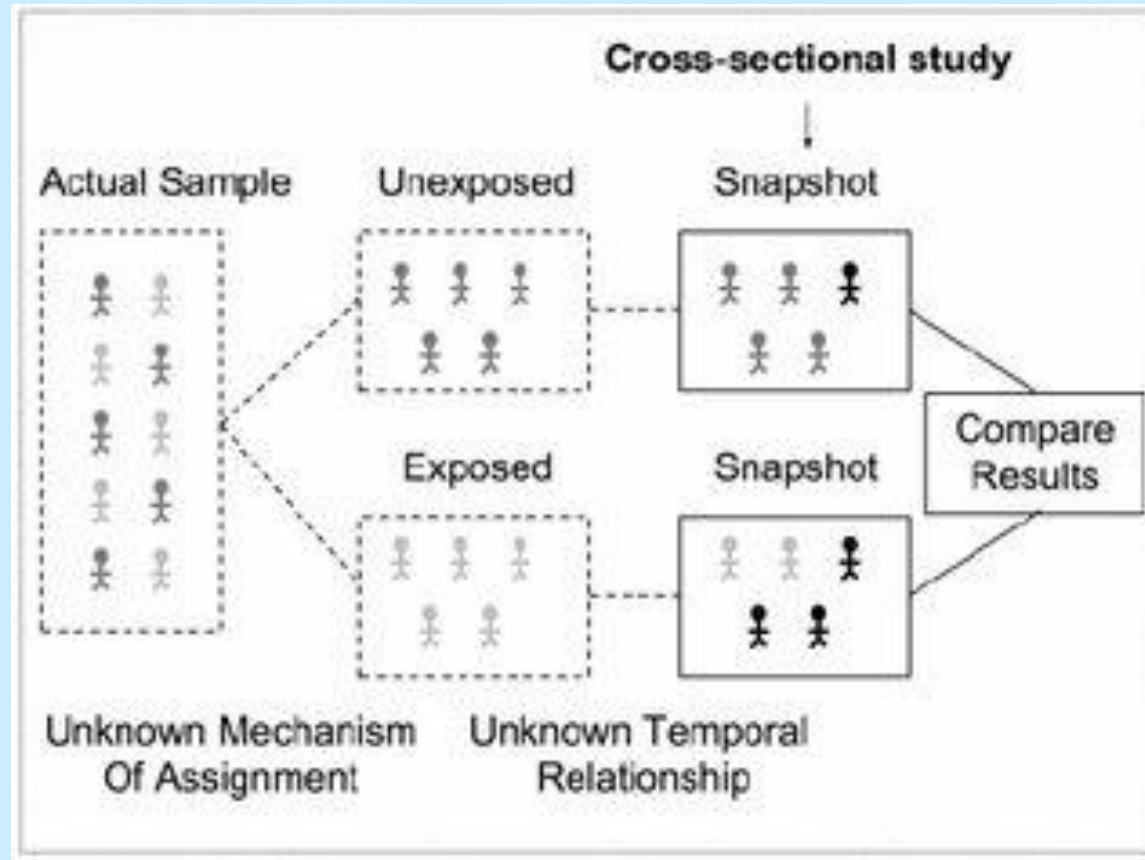 Cross-sectional study
Actual Sample
Unexposed
Snapshot
Exposed
Snapshot
Compare
Results
Unknown Mechanism
Of Assignment
Unknown Temporal
Relationship